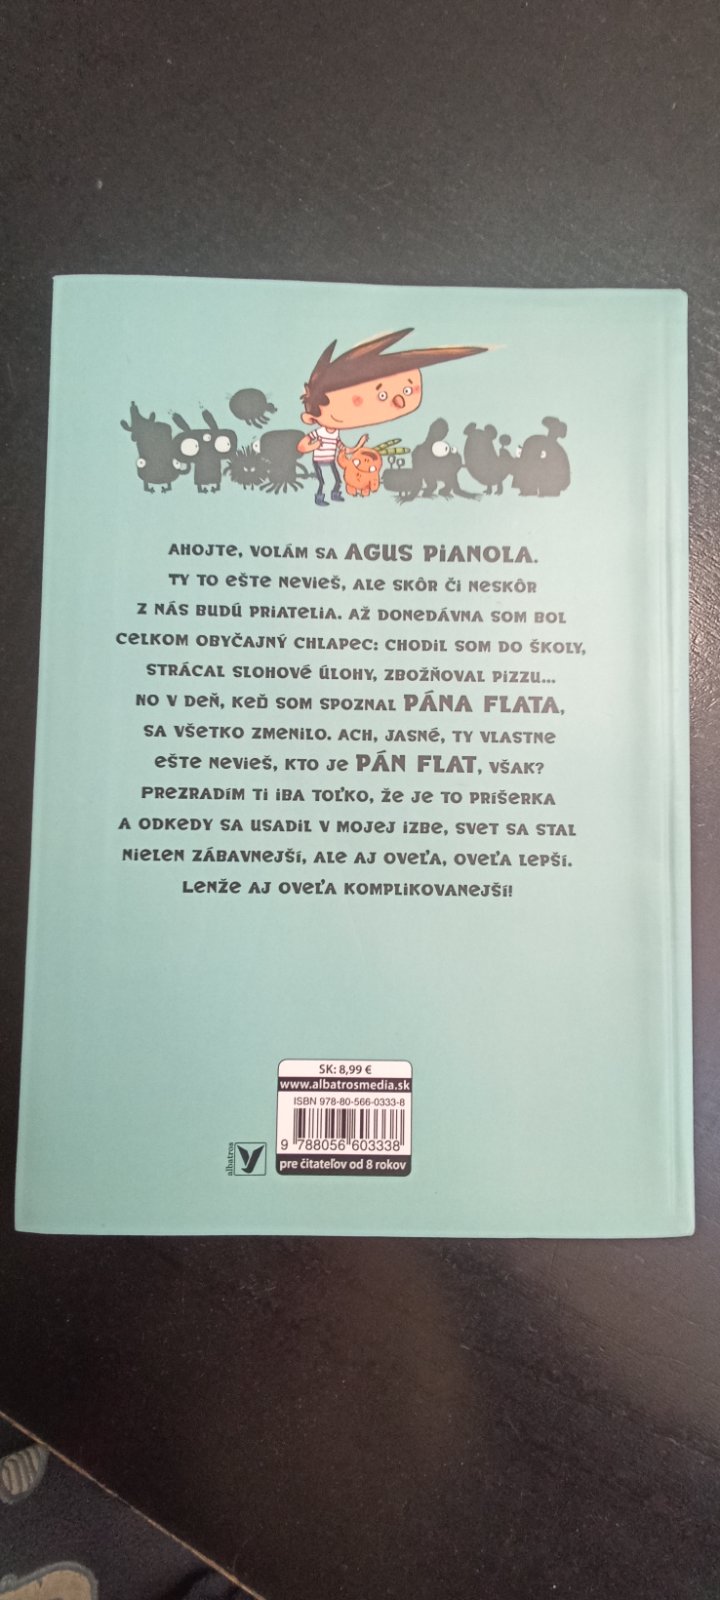 AHOJTE, VOLÁM SA AGUS PIANOLA.
TY TO EŠTE NEVIEŠ, ALE SKÔR ČI NESKÔR
Z NÁS BUDÚ PRIATELIA. AŽ DONEDÁVNA SOM BOL
CELKOM OBYČAJNÝ CHLAPEC: CHODIL SOM DO ŠKOLY,
STRÁCAL SLOHOVÉ ÚLOHY, ZBOŽŇOVAL PIZZU...
NO V DEŇ, KEĎ SOM SPOZNAL PÁNA FLATA,
SA VŠETKO ZMENILO. ACH, JASNÉ, TY VLASTNE
EŠTE NEVIEŠ, KTO JE PÁN FLAT, VŠAK?
PREZRADÍM TI IBA TOĽKO, ŽE JE TO PRÍŠERKA
A ODKEDY SA USADIL V MOJEJ IZBE, SVET SA STAL
NIELEN ZÁBAVNEJŠÍ, ALE AJ OVEĽA, OVEĽA LEPŠÍ.
LENŽE AJ OVEĽA KOMPLIKOVANEJŠÍ!
SK: 8,99 €
www.albatrosmedia.sk
ISBN 978-80-566-0333-8
9 788056 603338
albatros
pre čitateľov od 8 rokov